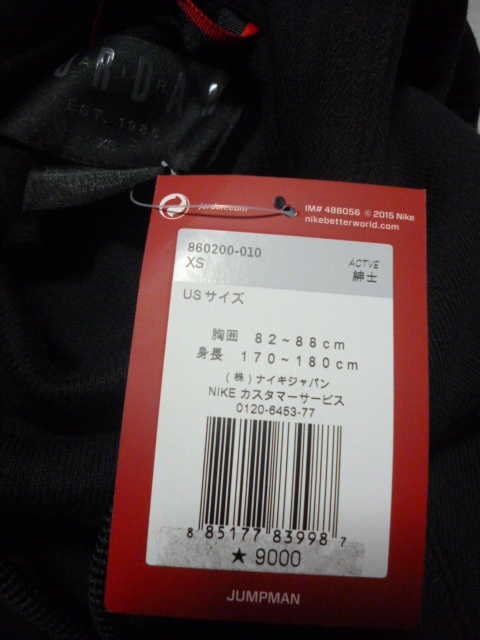 AIR
JORDAN
EST. 1985
XS
jordan.com
IM# 488056 © 2015 Nike
nikebetterworld.com
860200-010
XS
ACTVE
紳士
USサイズ
胸囲 82~88cm
身長 170~180cm
(株)ナイキジャパン
NIKE カスタマーサービス
0120-6453-77
8 85177 83998 7
★ 9000
JUMPMAN